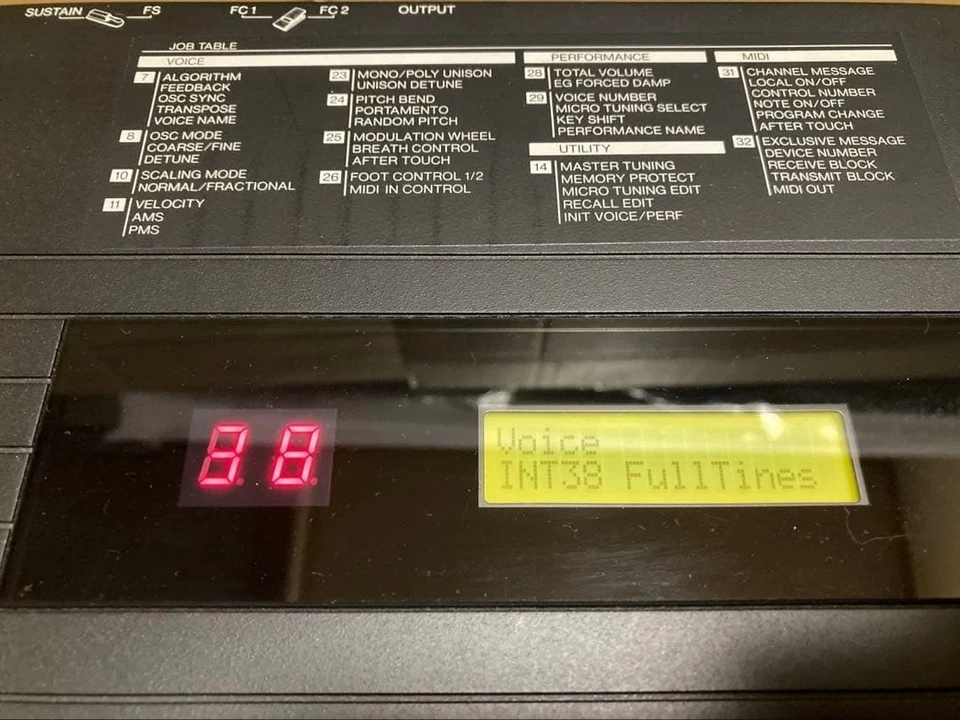 SUSTAIN FS FC1 FC2 OUTPUT
JOB TABLE
VOICE
7 ALGORITHM
FEEDBACK
OSC SYNC
TRANSPOSE
VOICE NAME
8 OSC MODE
COARSE/FINE
DETUNE
10 SCALING MODE
NORMAL/FRACTIONAL
11 VELOCITY
AMS
PMS
23 MONO/POLY UNISON
UNISON DETUNE
24 PITCH BEND
PORTAMENTO
RANDOM PITCH
25 MODULATION WHEEL
BREATH CONTROL
AFTER TOUCH
26 FOOT CONTROL 1/2
MIDI IN CONTROL
PERFORMANCE
28 TOTAL VOLUME
EG FORCED DAMP
29 VOICE NUMBER
MICRO TUNING SELECT
KEY SHIFT
PERFORMANCE NAME
UTILITY
14 MASTER TUNING
MEMORY PROTECT
MICRO TUNING EDIT
RECALL EDIT
INIT VOICE/PERF
MIDI
31 CHANNEL MESSAGE
LOCAL ON/OFF
CONTROL NUMBER
NOTE ON/OFF
PROGRAM CHANGE
AFTER TOUCH
32 EXCLUSIVE MESSAGE
DEVICE NUMBER
RECEIVE BLOCK
TRANSMIT BLOCK
MIDI OUT
38
Voice
INT38 FullTines